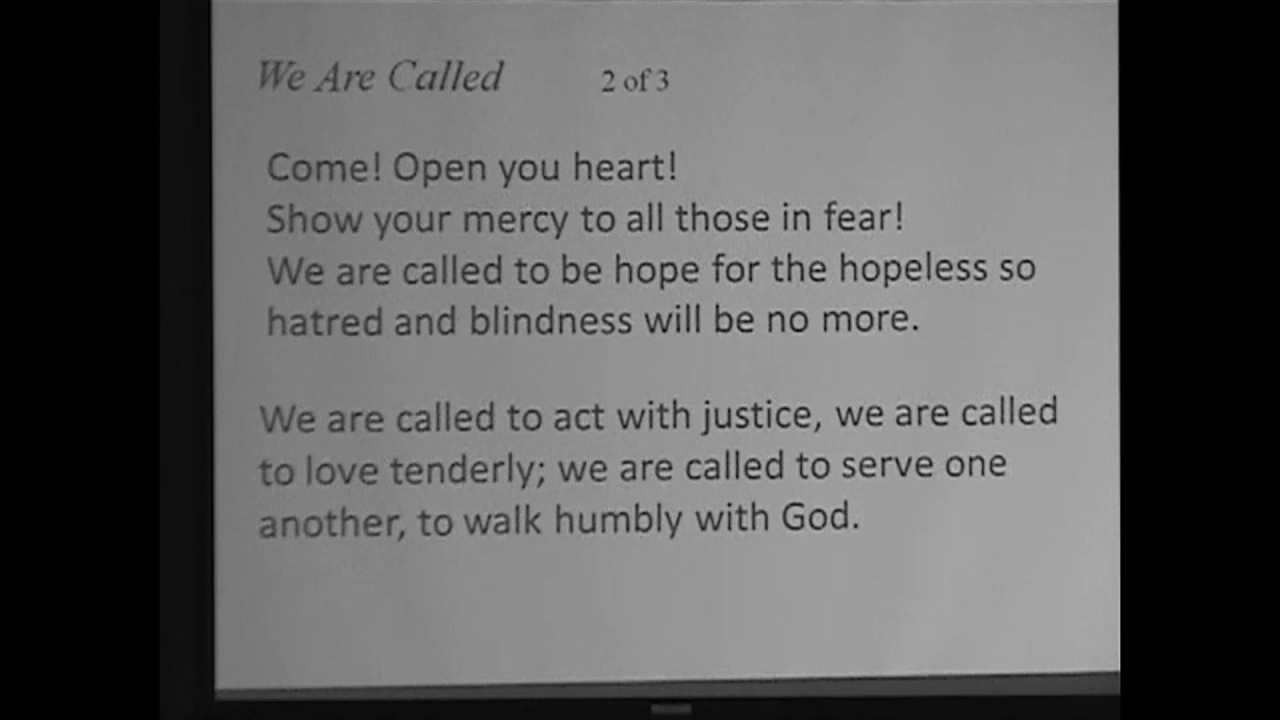 We Are Called 2 of 3
Come! Open you heart!
Show your mercy to all those in fear!
We are called to be hope for the hopeless so
hatred and blindness will be no more.
We are called to act with justice, we are called
to love tenderly; we are called to serve one
another, to walk humbly with God.